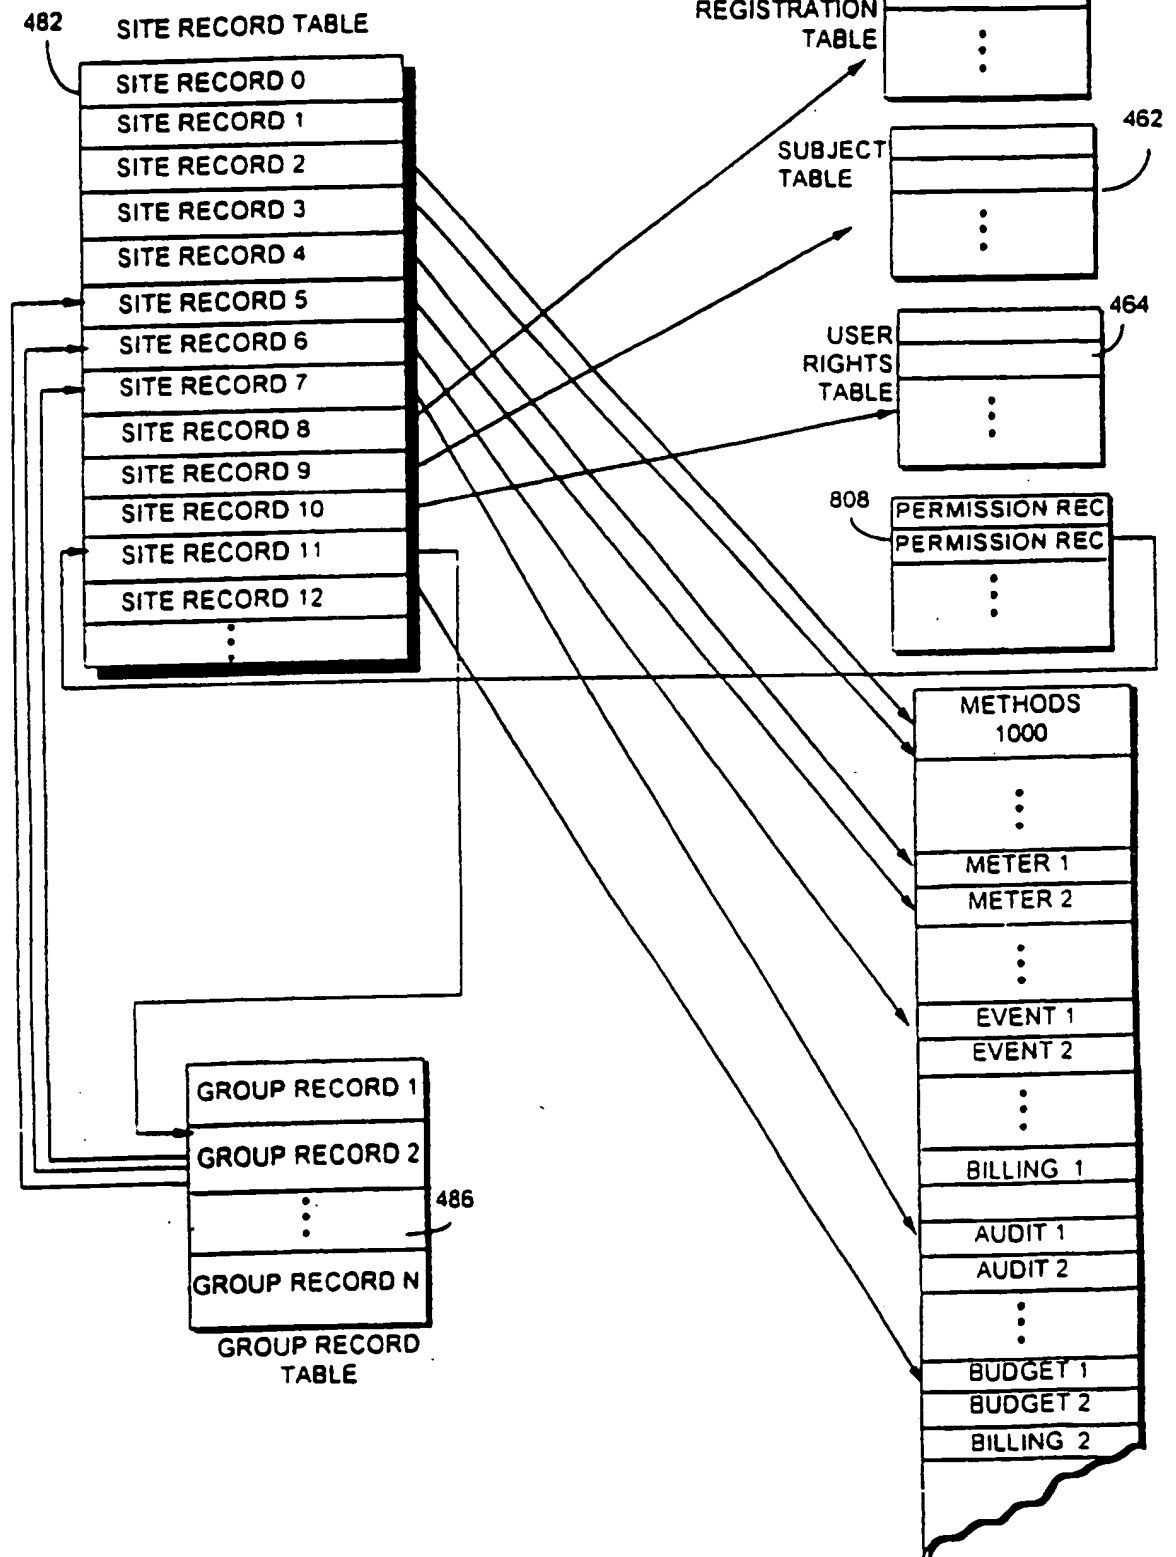 482
SITE RECORD TABLE
SITE RECORD 0
SITE RECORD 1
SITE RECORD 2
SITE RECORD 3
SITE RECORD 4
SITE RECORD 5
SITE RECORD 6
SITE RECORD 7
SITE RECORD 8
SITE RECORD 9
SITE RECORD 10
SITE RECORD 11
SITE RECORD 12
REGISTRATION
TABLE
SUBJECT
TABLE
462
USER
RIGHTS
TABLE
464
808
PERMISSION REC
PERMISSION REC
METHODS
1000
METER 1
METER 2
EVENT 1
EVENT 2
BILLING 1
AUDIT 1
AUDIT 2
BUDGET 1
BUDGET 2
BILLING 2
GROUP RECORD 1
GROUP RECORD 2
486
GROUP RECORD N
GROUP RECORD
TABLE